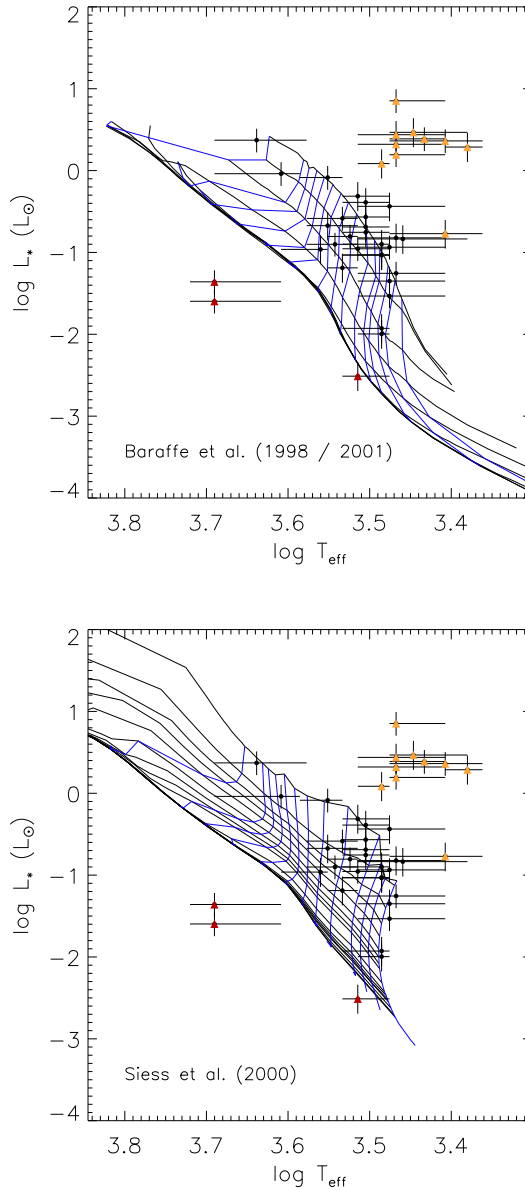 2
1
0
−1
−2
−3
−4
log L* (L⊙)
Baraffe et al. (1998 / 2001)
3.8 3.7 3.6 3.5 3.4
log Teff
2
1
0
−1
−2
−3
−4
log L* (L⊙)
Siess et al. (2000)
3.8 3.7 3.6 3.5 3.4
log Teff